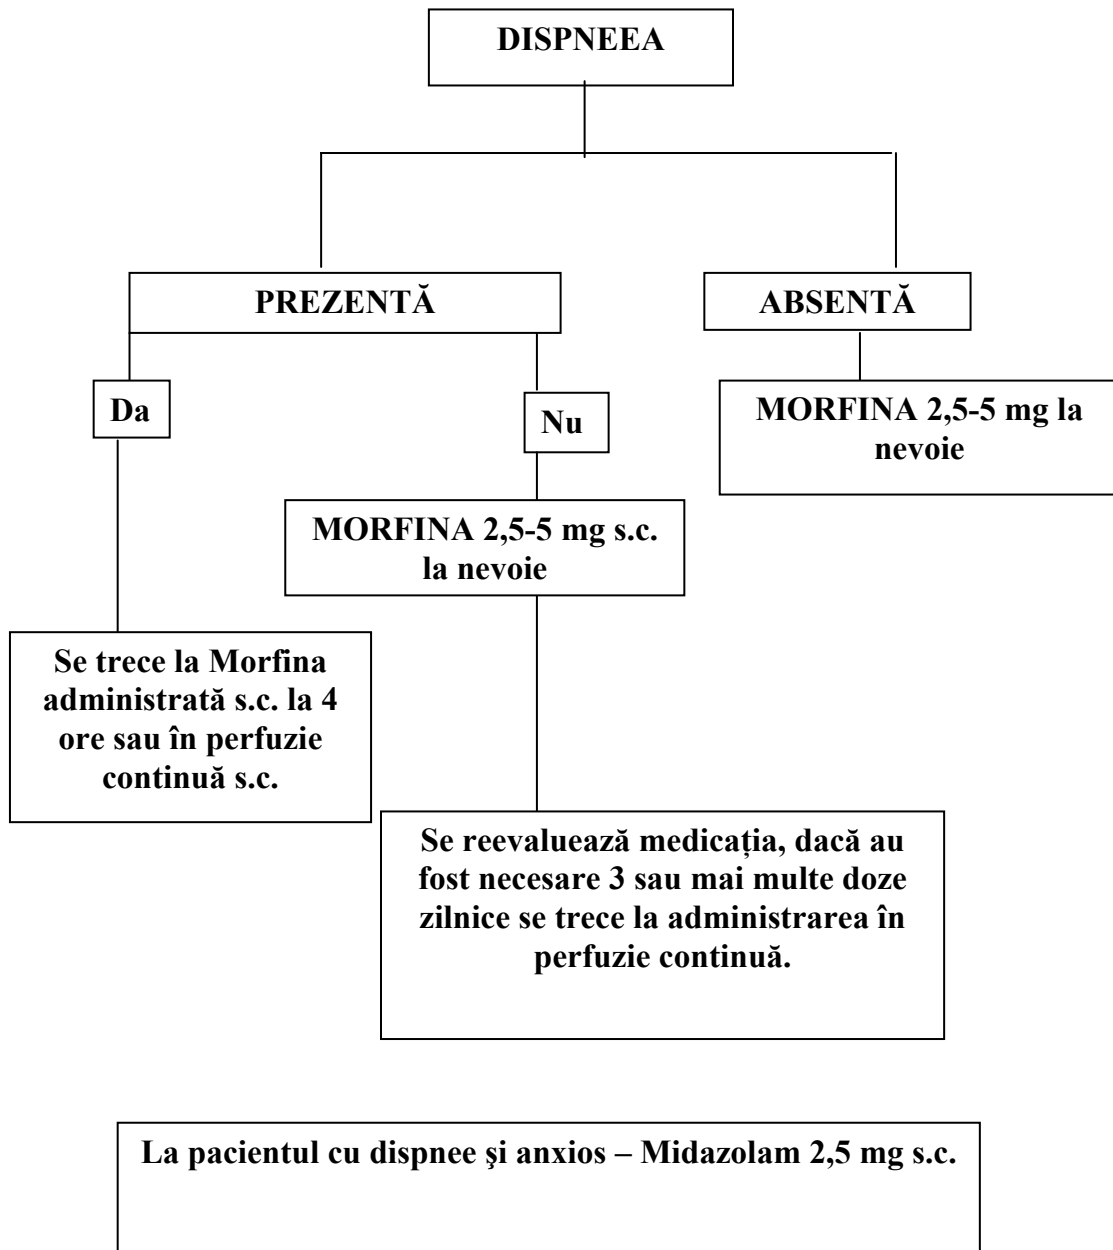 DISPNEEA
PREZENTĂ
ABSENTĂ
Da
Nu
MORFINA 2,5-5 mg la
nevoie
MORFINA 2,5-5 mg s.c.
la nevoie
Se trece la Morfina
administrată s.c. la 4
ore sau în perfuzie
continuă s.c.
Se reevaluează medicația, dacă au
fost necesare 3 sau mai multe doze
zilnice se trece la administrarea în
perfuzie continuă.
La pacientul cu dispnee şi anxios – Midazolam 2,5 mg s.c.